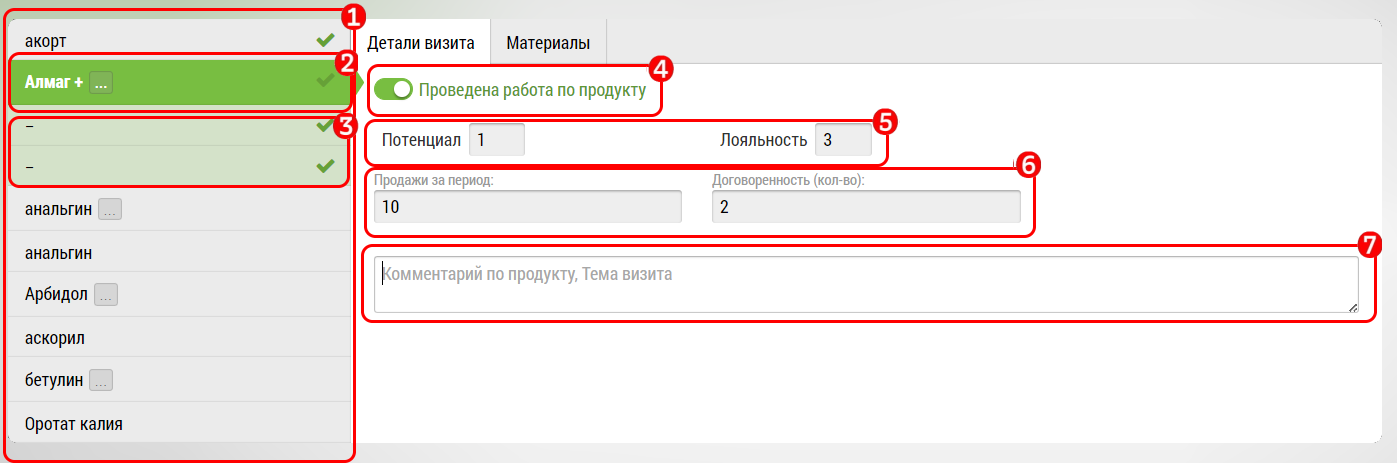 1
акорт
Детали визита Материалы
2
Алмаг + ...
4
Проведена работа по продукту
3
–
–
5
Потенциал 1 Лояльность 3
6
Продажи за период: Договоренность (кол-во):
10 2
анальгин ...
анальгин
7
Комментарий по продукту, Тема визита
Арбидол ...
аскорил
бетулин ...
Оротат калия